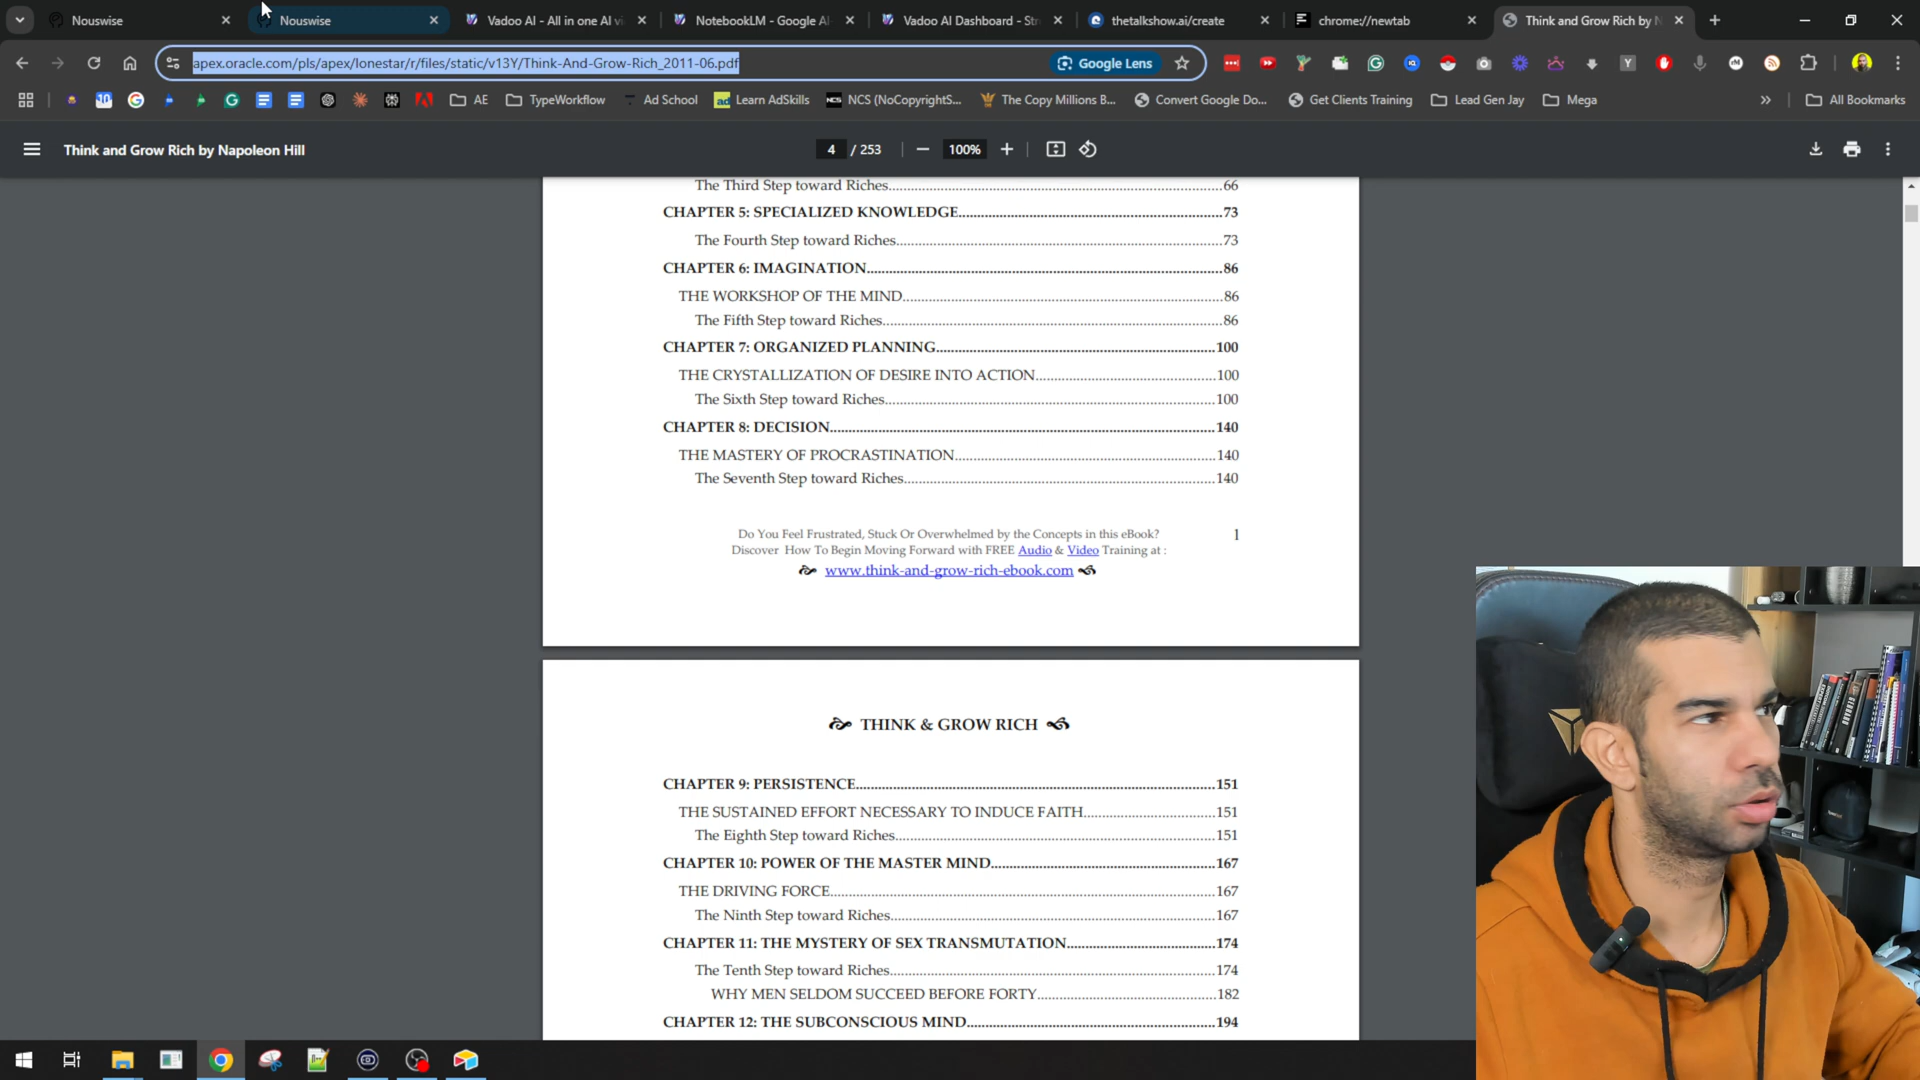 Nouswise
Nouswise
Vadoo AI - All in one AI vi
NotebookLM - Google AI
Vadoo AI Dashboard - Str
thetalkshow.ai/create
chrome://newtab
Think and Grow Rich by N
apex.oracle.com/pls/apex/lonestar/r/files/static/v13Y/Think-And-Grow-Rich_2011-06.pdf
Google Lens
AE
TypeWorkflow
Ad School
Learn AdSkills
NCS (NoCopyrightS...
The Copy Millions B...
Convert Google Do...
Get Clients Training
Lead Gen Jay
Mega
All Bookmarks
Think and Grow Rich by Napoleon Hill
4 / 253
100%
The Third Step toward Riches 66
CHAPTER 5: SPECIALIZED KNOWLEDGE 73
The Fourth Step toward Riches 73
CHAPTER 6: IMAGINATION 86
THE WORKSHOP OF THE MIND 86
The Fifth Step toward Riches 86
CHAPTER 7: ORGANIZED PLANNING 100
THE CRYSTALLIZATION OF DESIRE INTO ACTION 100
The Sixth Step toward Riches 100
CHAPTER 8: DECISION 140
THE MASTERY OF PROCRASTINATION 140
The Seventh Step toward Riches 140
Do You Feel Frustrated, Stuck Or Overwhelmed by the Concepts in this eBook? 1
Discover How To Begin Moving Forward with FREE Audio & Video Training at :
www.think-and-grow-rich-ebook.com
THINK & GROW RICH
CHAPTER 9: PERSISTENCE 151
THE SUSTAINED EFFORT NECESSARY TO INDUCE FAITH 151
The Eighth Step toward Riches 151
CHAPTER 10: POWER OF THE MASTER MIND 167
THE DRIVING FORCE 167
The Ninth Step toward Riches 167
CHAPTER 11: THE MYSTERY OF SEX TRANSMUTATION 174
The Tenth Step toward Riches 174
WHY MEN SELDOM SUCCEED BEFORE FORTY 182
CHAPTER 12: THE SUBCONSCIOUS MIND 194